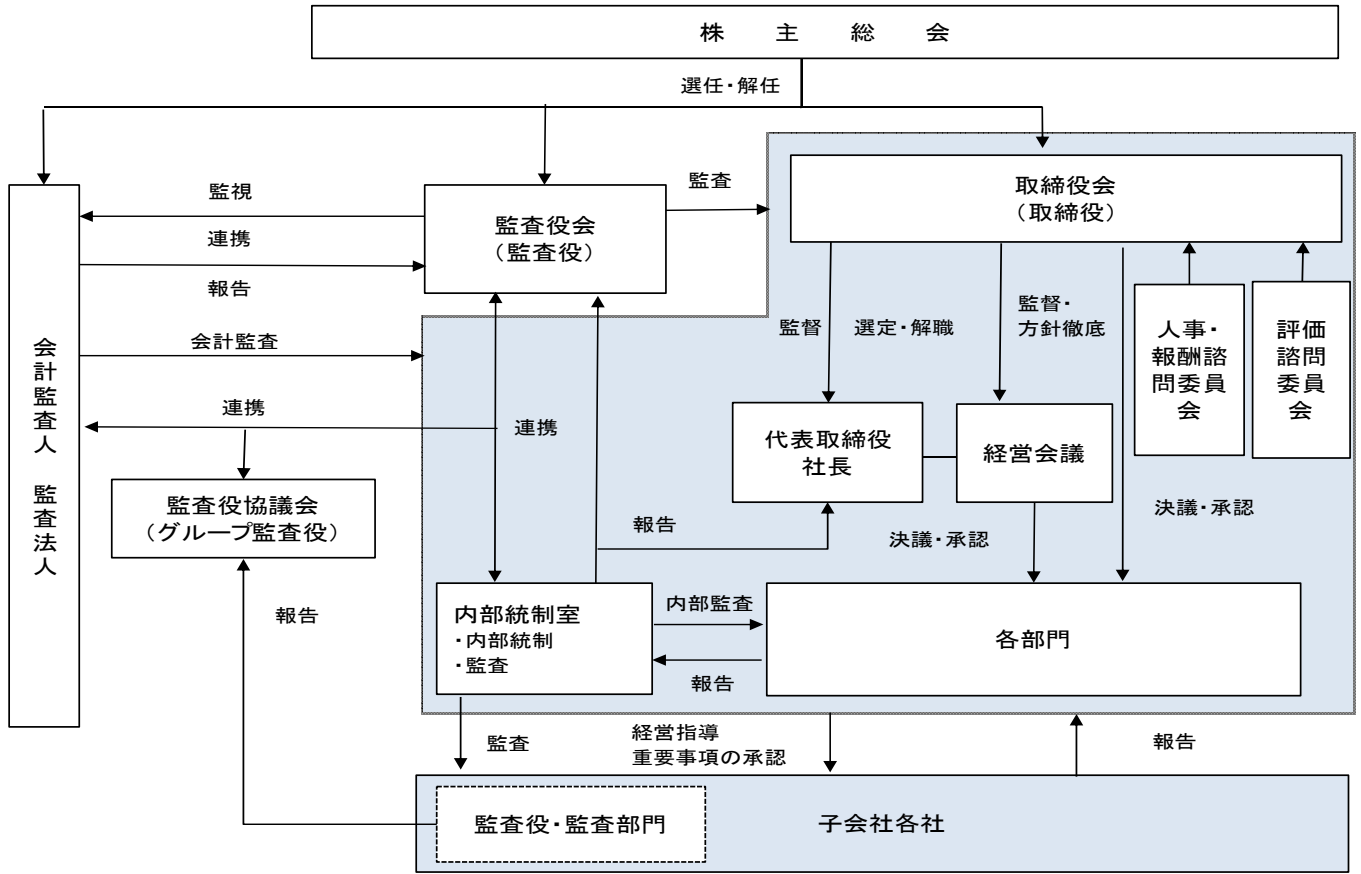 株 主 総 会
選任・解任
監視
連携
報告
監査役会
（監査役）
監査
取締役会
（取締役）
会計監査人 監査法人
会計監査
連携
連携
監督
選定・解職
監督・
方針徹底
人事・
報酬諮
問委員
会
評価
諮問
委員
会
代表取締役
社長
経営会議
監査役協議会
（グループ監査役）
報告
決議・承認
決議・承認
報告
内部統制室
・内部統制
・監査
内部監査
報告
各部門
監査
経営指導
重要事項の承認
報告
監査役・監査部門
子会社各社